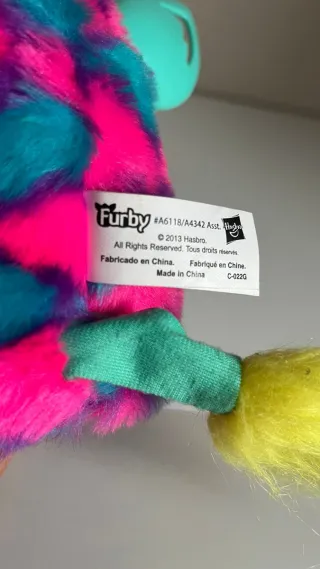 Furby #A6118/A4342 Asst. Hasbro
© 2013 Hasbro.
All Rights Reserved. Tous droits réservés.
Fabricado en China. Fabriqué en Chine.
Made in China C-022G